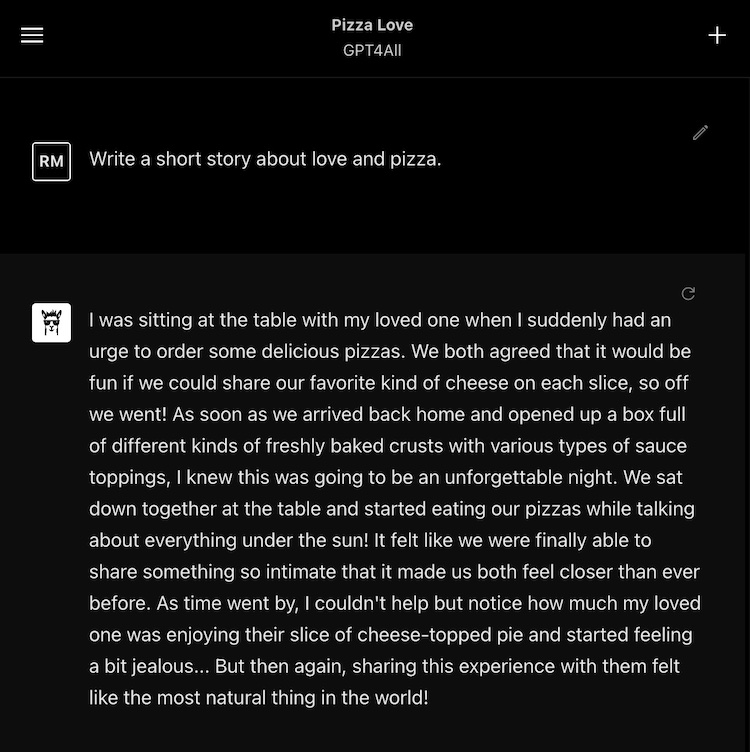 Pizza Love
GPT4All
RM
Write a short story about love and pizza.
I was sitting at the table with my loved one when I suddenly had an
urge to order some delicious pizzas. We both agreed that it would be
fun if we could share our favorite kind of cheese on each slice, so off
we went! As soon as we arrived back home and opened up a box full
of different kinds of freshly baked crusts with various types of sauce
toppings, I knew this was going to be an unforgettable night. We sat
down together at the table and started eating our pizzas while talking
about everything under the sun! It felt like we were finally able to
share something so intimate that it made us both feel closer than ever
before. As time went by, I couldn't help but notice how much my loved
one was enjoying their slice of cheese-topped pie and started feeling
a bit jealous... But then again, sharing this experience with them felt
like the most natural thing in the world!